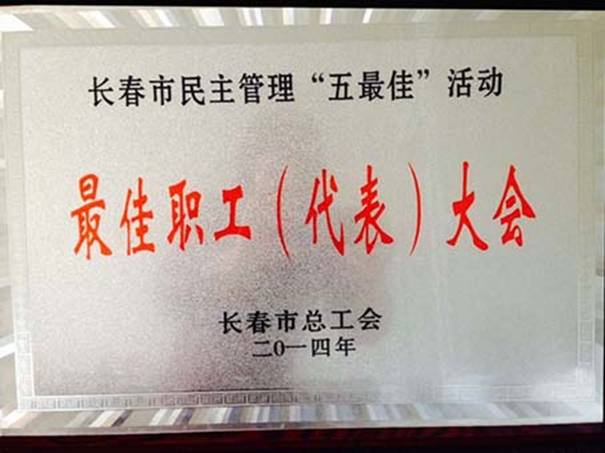 长春市民主管理“五最佳”活动
最佳职工（代表）大会
长春市总工会
二〇一四年